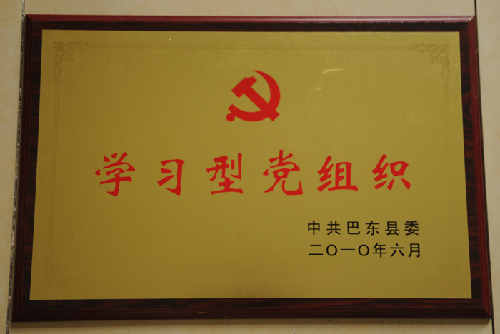 学习型党组织
中共巴东县委
二〇一〇年六月